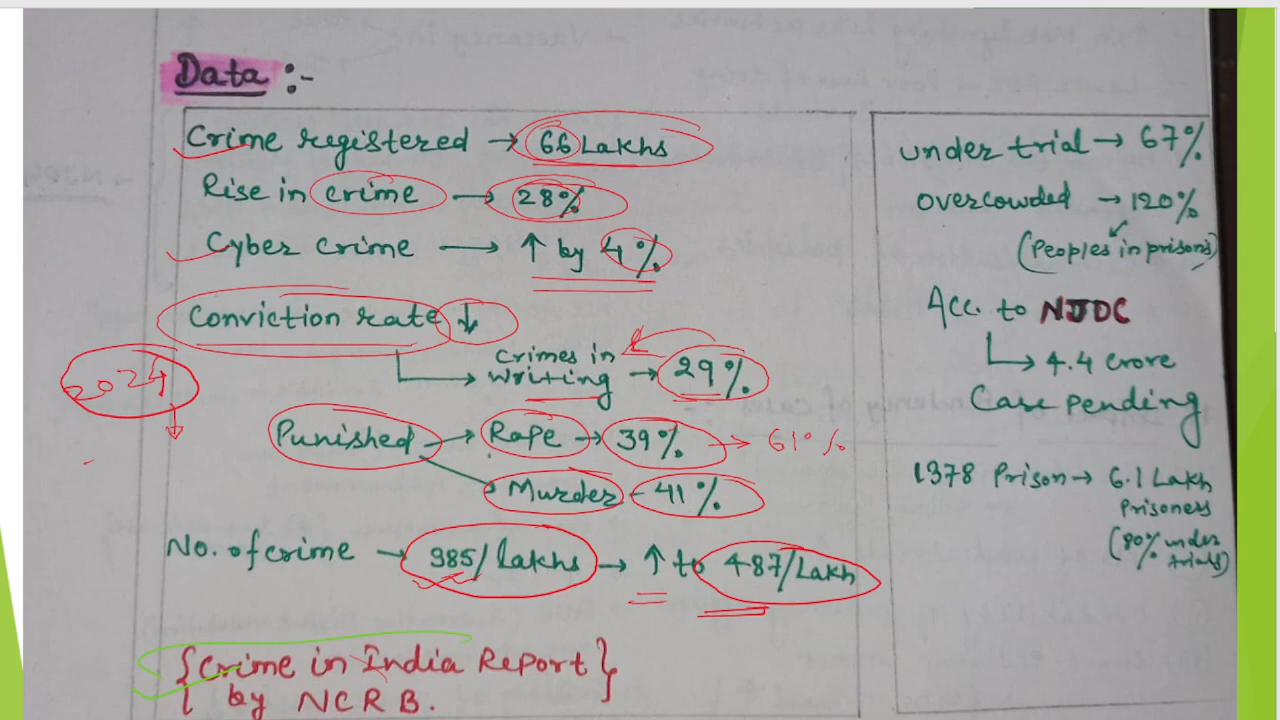 Data :-
Crime registered → 66 Lakhs
Rise in crime → 28%
Cyber crime → ↑ by 4%
Conviction rate ↓
Crimes in
writing → 29%
2024
Punished → Rape → 39% → 61%
Murder - 41%
No. of crime → 385/lakhs → ↑ to 487/Lakh
{Crime in India Report}
by NCRB.
under trial → 67%
overcowded → 120%
(Peoples in prisons)
Acc. to NJDC
4.4 crore
Case pending
1378 Prison → 6.1 Lakh
Prisoners
(80% under
trials)